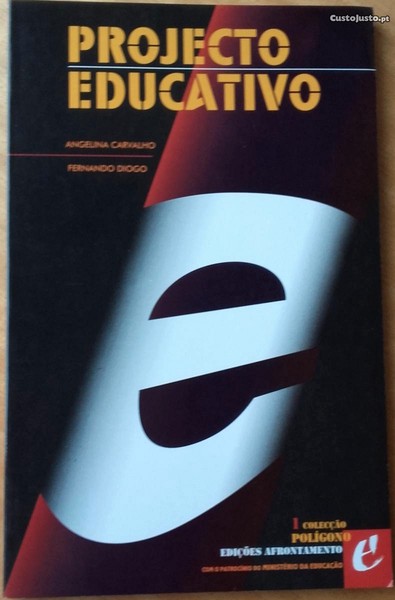 CustoJusto.pt
PROJECTO
EDUCATIVO
ANGELINA CARVALHO
FERNANDO DIOGO
e
1 COLECÇÃO
POLÍGONO
EDIÇÕES AFRONTAMENTO
COM O PATROCÍNIO DO MINISTÉRIO DA EDUCAÇÃO
e